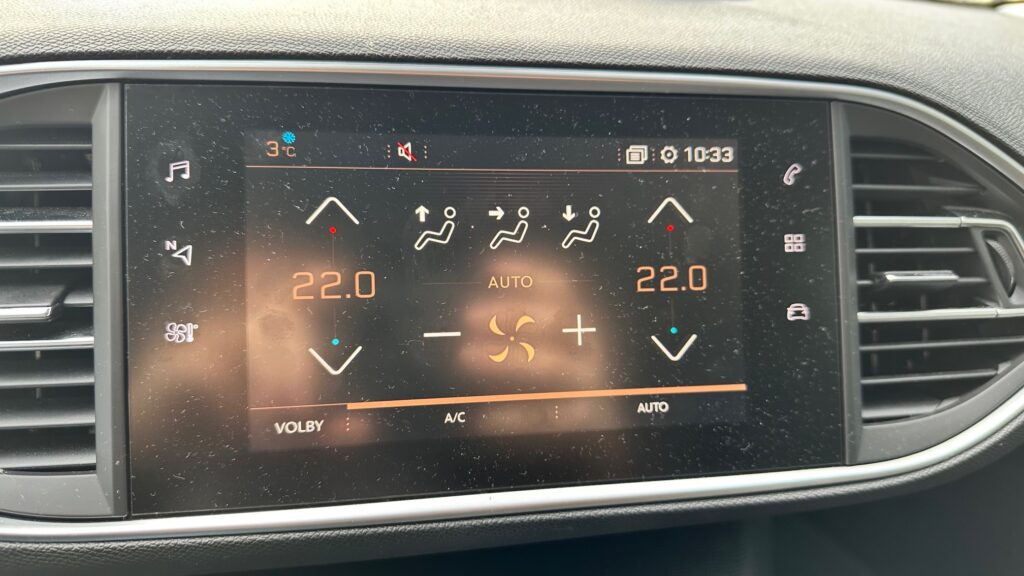 3°C 10:33
N
22.0 AUTO 22.0
VOLBY A/C AUTO